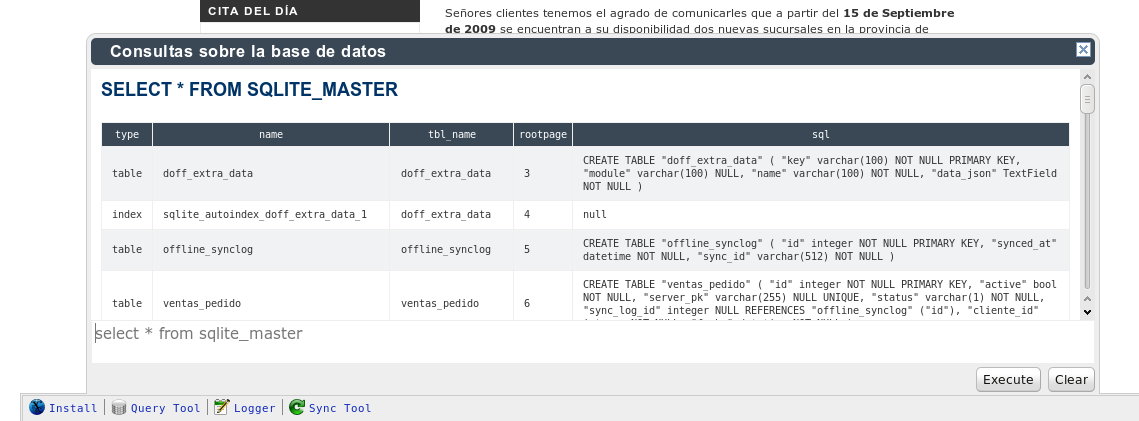 CITA DEL DÍA
Señores clientes tenemos el agrado de comunicarles que a partir del 15 de Septiembre
de 2009 se encuentran a su disponibilidad dos nuevas sucursales en la provincia de
Consultas sobre la base de datos
SELECT * FROM SQLITE_MASTER
type name tbl_name rootpage sql
table doff_extra_data doff_extra_data 3 CREATE TABLE "doff_extra_data" ( "key" varchar(100) NOT NULL PRIMARY KEY,
"module" varchar(100) NULL, "name" varchar(100) NOT NULL, "data_json" TextField
NOT NULL )
index sqlite_autoindex_doff_extra_data_1 doff_extra_data 4 null
table offline_synclog offline_synclog 5 CREATE TABLE "offline_synclog" ( "id" integer NOT NULL PRIMARY KEY, "synced_at"
datetime NOT NULL, "sync_id" varchar(512) NOT NULL )
table ventas_pedido ventas_pedido 6 CREATE TABLE "ventas_pedido" ( "id" integer NOT NULL PRIMARY KEY, "active" bool
NOT NULL, "server_pk" varchar(255) NULL UNIQUE, "status" varchar(1) NOT NULL,
"sync_log_id" integer NULL REFERENCES "offline_synclog" ("id"), "cliente_id"
select * from sqlite_master
Execute Clear
Install Query Tool Logger Sync Tool